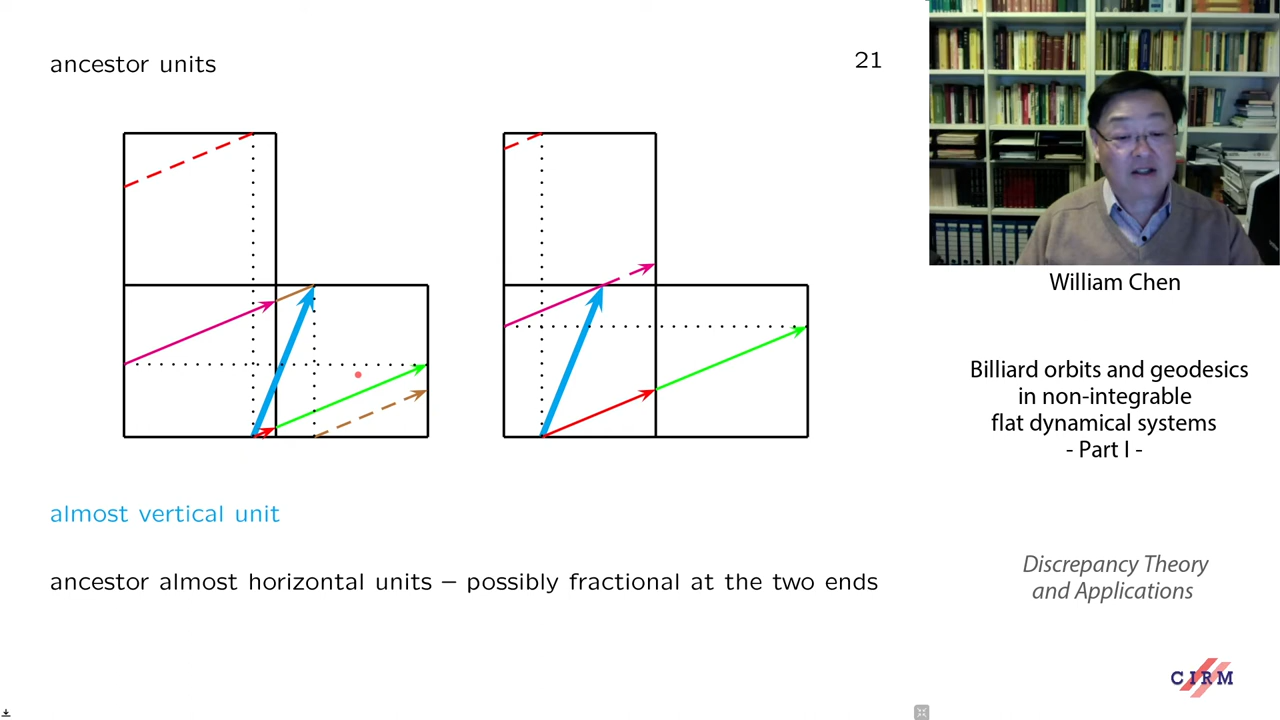 ancestor units
21
almost vertical unit
ancestor almost horizontal units – possibly fractional at the two ends
William Chen
Billiard orbits and geodesics
in non-integrable
flat dynamical systems
- Part I -
Discrepancy Theory
and Applications
CIRM